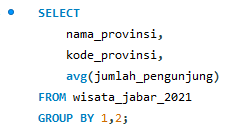 SELECT
nama_provinsi,
kode_provinsi,
avg(jumlah_pengunjung)
FROM wisata_jabar_2021
GROUP BY 1,2;